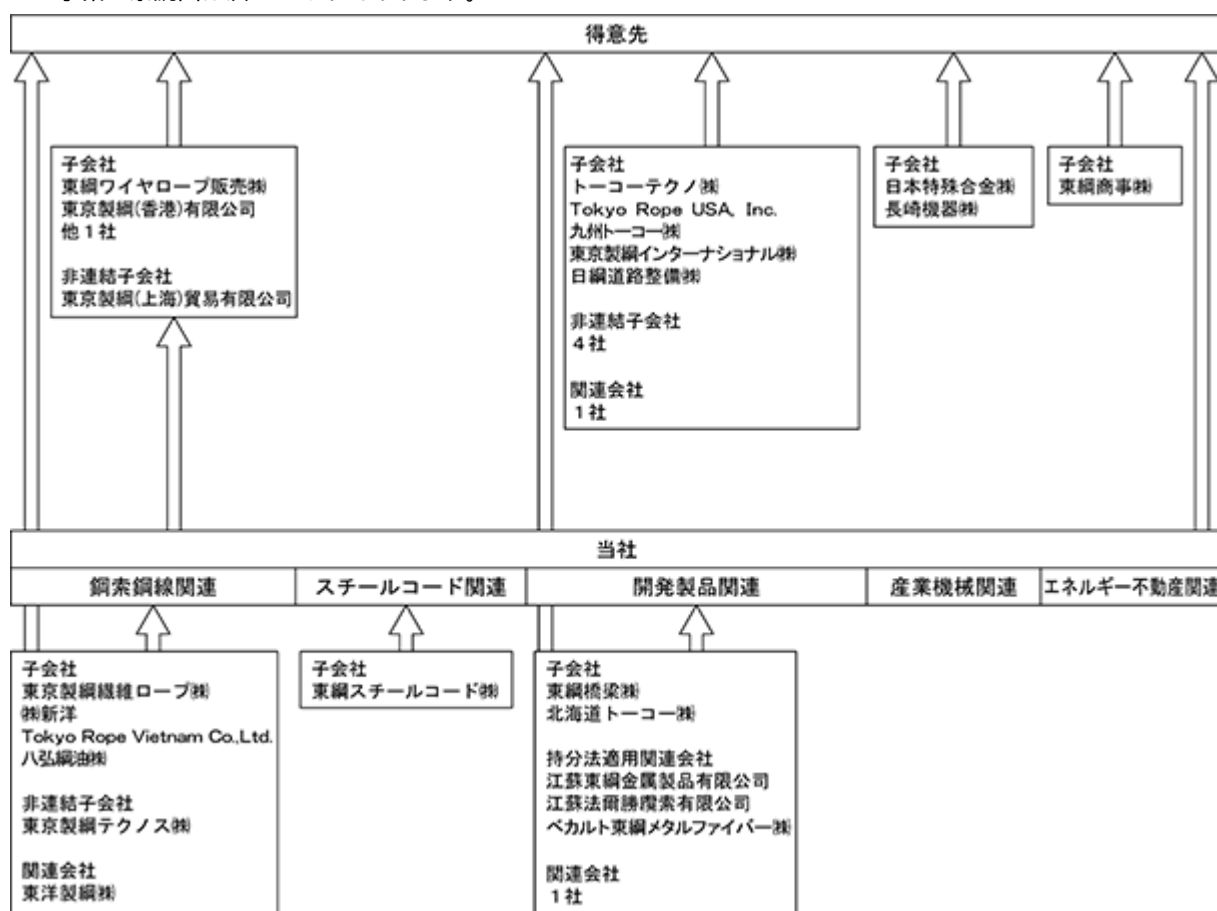 得意先
子会社
東綱ワイヤロープ販売㈱
東京製綱(香港)有限公司
他１社
非連結子会社
東京製綱(上海)貿易有限公司
子会社
トーコーテクノ㈱
Tokyo Rope USA, Inc.
九州トーコー㈱
東京製綱インターナショナル㈱
日綱道路整備㈱
非連結子会社
４社
関連会社
１社
子会社
日本特殊合金㈱
長崎機器㈱
子会社
東綱商事㈱
当社
鋼索鋼線関連
スチールコード関連
開発製品関連
産業機械関連
エネルギー不動産関連
子会社
東京製綱繊維ロープ㈱
㈱新洋
Tokyo Rope Vietnam Co.,Ltd.
八弘綱油㈱
非連結子会社
東京製綱テクノス㈱
関連会社
東洋製綱㈱
子会社
東綱スチールコード㈱
子会社
東綱橋梁㈱
北海道トーコー㈱
持分法適用関連会社
江蘇東綱金属製品有限公司
江蘇法爾勝纜索有限公司
ベカルト東綱メタルファイバー㈱
関連会社
１社